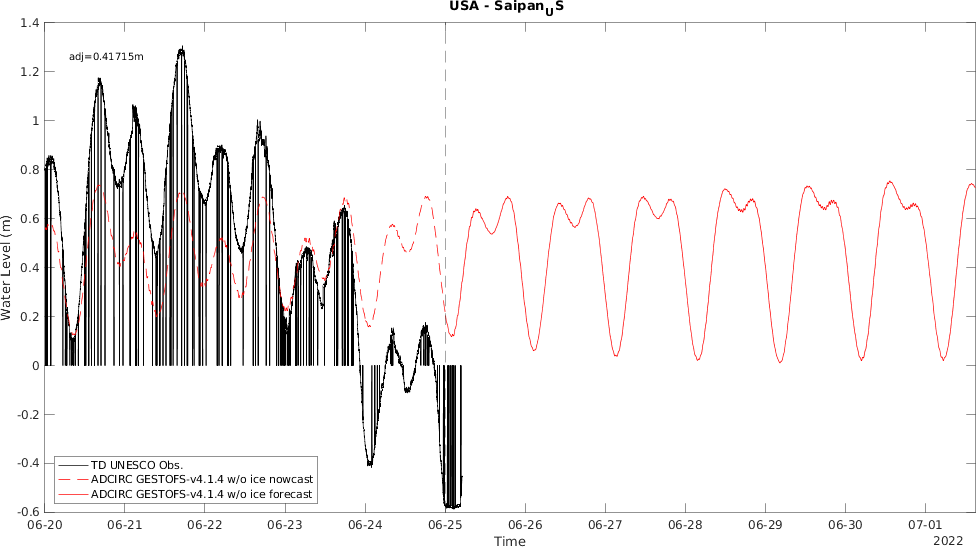 USA - Saipan_US
1.4
1.2
1
0.8
0.6
0.4
0.2
0
-0.2
-0.4
-0.6
Water Level (m)
adj=0.41715m
TD UNESCO Obs.
ADCIRC GESTOFS-v4.1.4 w/o ice nowcast
ADCIRC GESTOFS-v4.1.4 w/o ice forecast
06-20 06-21 06-22 06-23 06-24 06-25 06-26 06-27 06-28 06-29 06-30 07-01
Time
2022